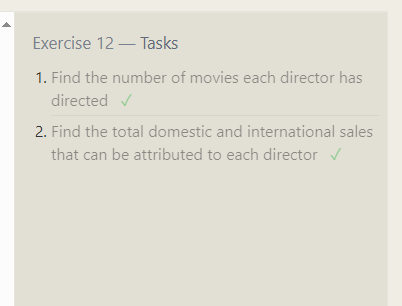 Exercise 12 — Tasks
1. Find the number of movies each director has
directed ✓
2. Find the total domestic and international sales
that can be attributed to each director ✓